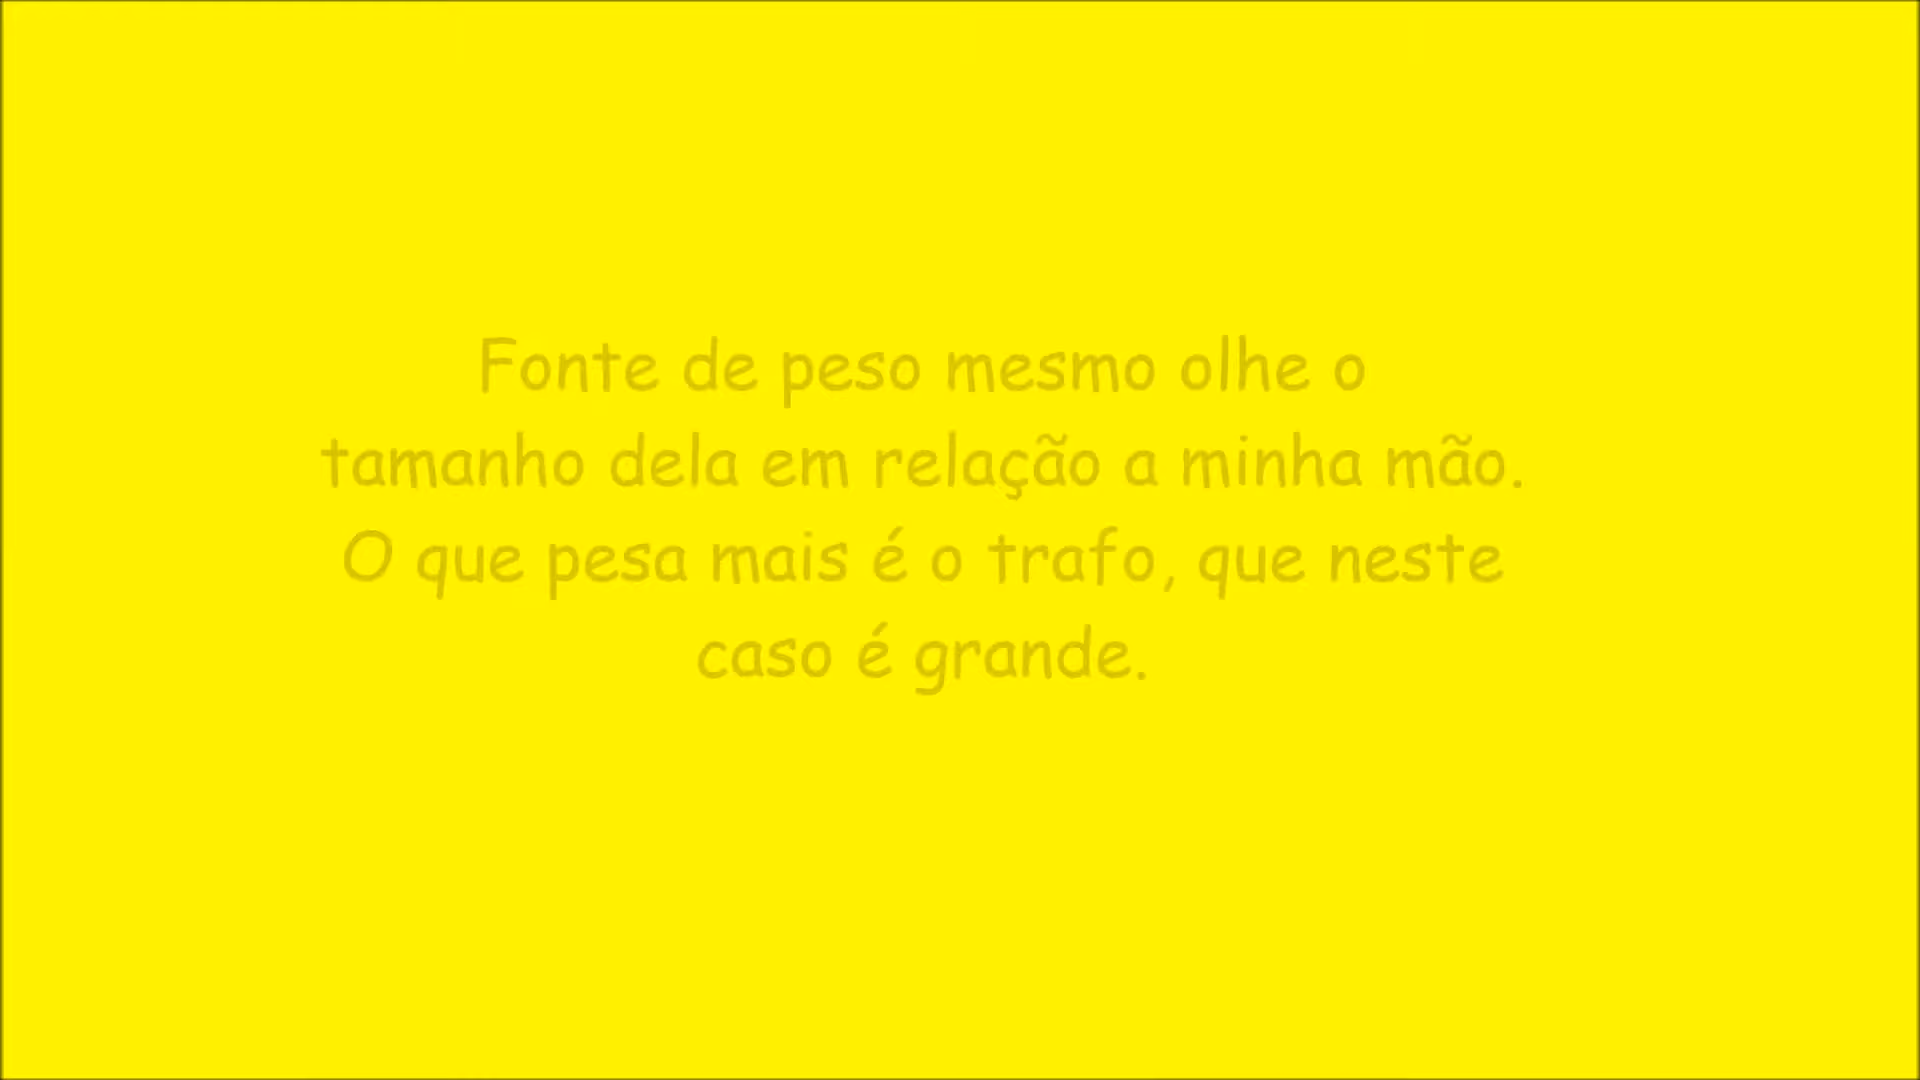 Fonte de peso mesmo olhe o
tamanho dela em relação a minha mão.
O que pesa mais é o trafo, que neste
caso é grande.